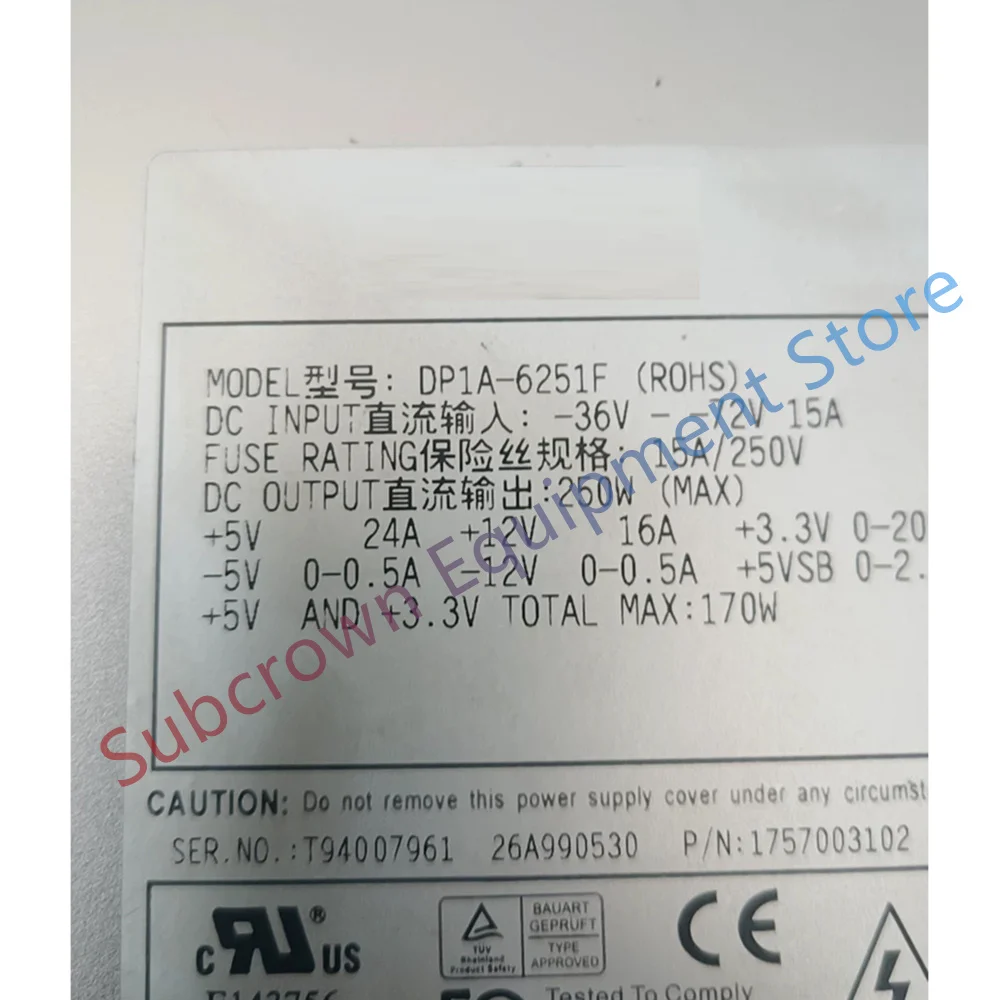 MODEL型号: DP1A-6251F (ROHS)
DC INPUT直流输入: -36V - -72V 15A
FUSE RATING保险丝规格: 15A/250V
DC OUTPUT直流输出:250W (MAX)
+5V 24A +12V 16A +3.3V 0-20
-5V 0-0.5A -12V 0-0.5A +5VSB 0-2.
+5V AND +3.3V TOTAL MAX:170W
Subcrown Equipment Store
CAUTION: Do not remove this power supply cover under any circumst
SER.NO.:T94007961 26A990530 P/N:1757003102
c UR® US
TÜV Rheinland Product Safety
BAUART GEPRÜFT
TYPE APPROVED
CE
Tested To Comply